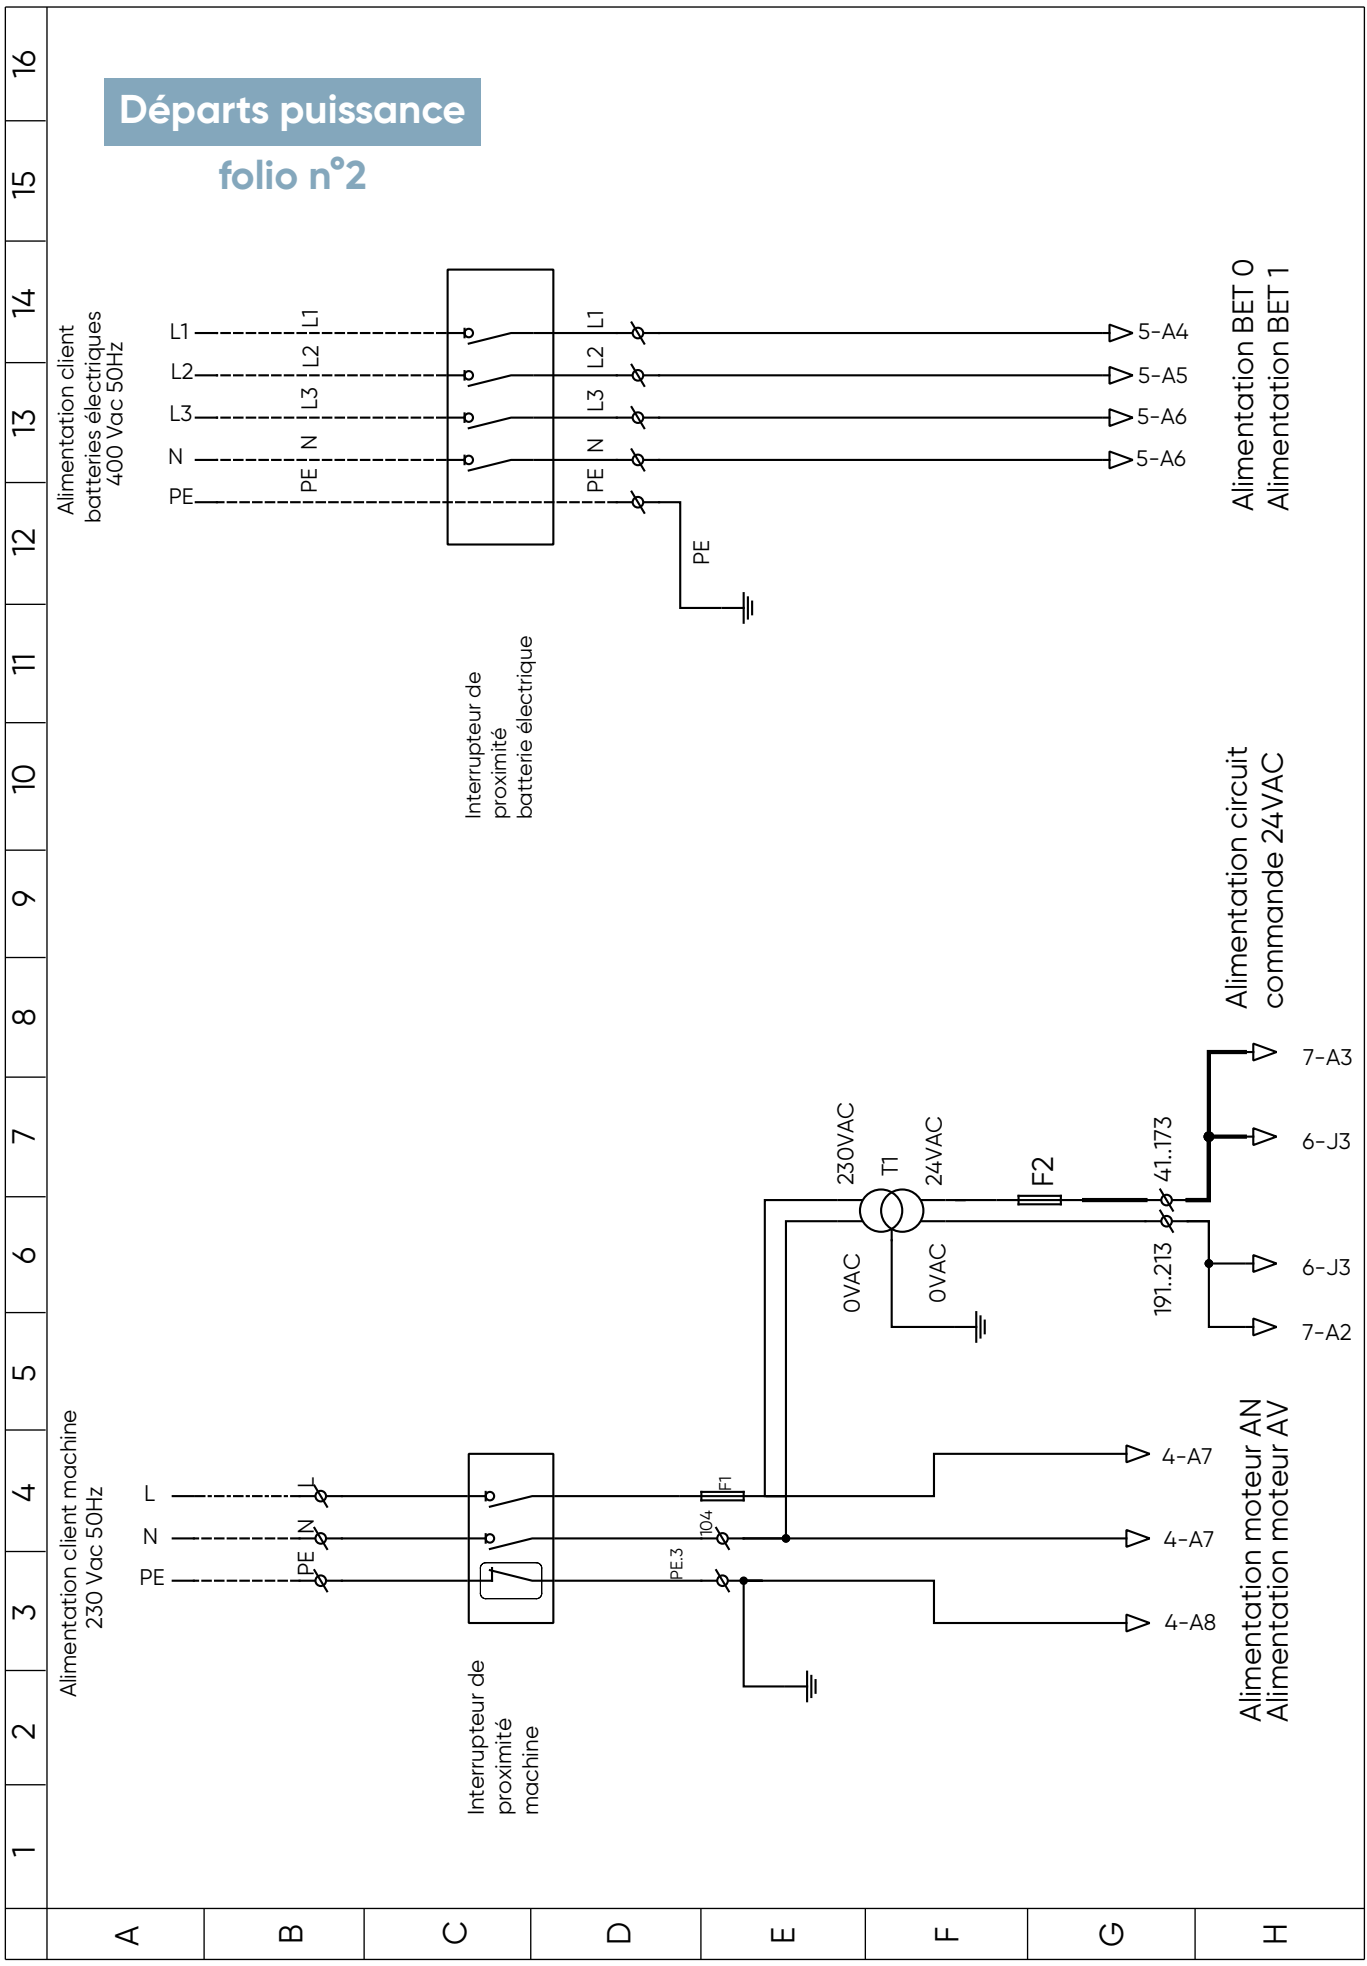 Départs puissance
folio n°2
16
15
14
13
12
11
10
9
8
7
6
5
4
3
2
1
A
B
C
D
E
F
G
H
Alimentation client
batteries électriques
400 Vac 50Hz
L1
L2
L3
N
PE
L1
L2
L3
N
PE
L1
L2
L3
N
PE
PE
5-A4
5-A5
5-A6
5-A6
Alimentation BET 0
Alimentation BET 1
Interrupteur de
proximité
batterie électrique
Alimentation circuit
commande 24VAC
7-A3
6-J3
6-J3
7-A2
230VAC
T1
24VAC
0VAC
0VAC
F2
41..173
191..213
Alimentation client machine
230 Vac 50Hz
L
N
PE
L
N
PE
F1
104
PE.3
4-A7
4-A7
4-A8
Alimentation moteur AN
Alimentation moteur AV
Interrupteur de
proximité
machine